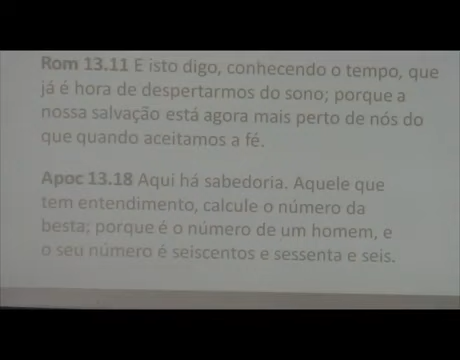 Rom 13.11 E isto digo, conhecendo o tempo, que
já é hora de despertarmos do sono; porque a
nossa salvação está agora mais perto de nós do
que quando aceitamos a fé.
Apoc 13.18 Aqui há sabedoria. Aquele que
tem entendimento, calcule o número da
besta; porque é o número de um homem, e
o seu número é seiscentos e sessenta e seis.